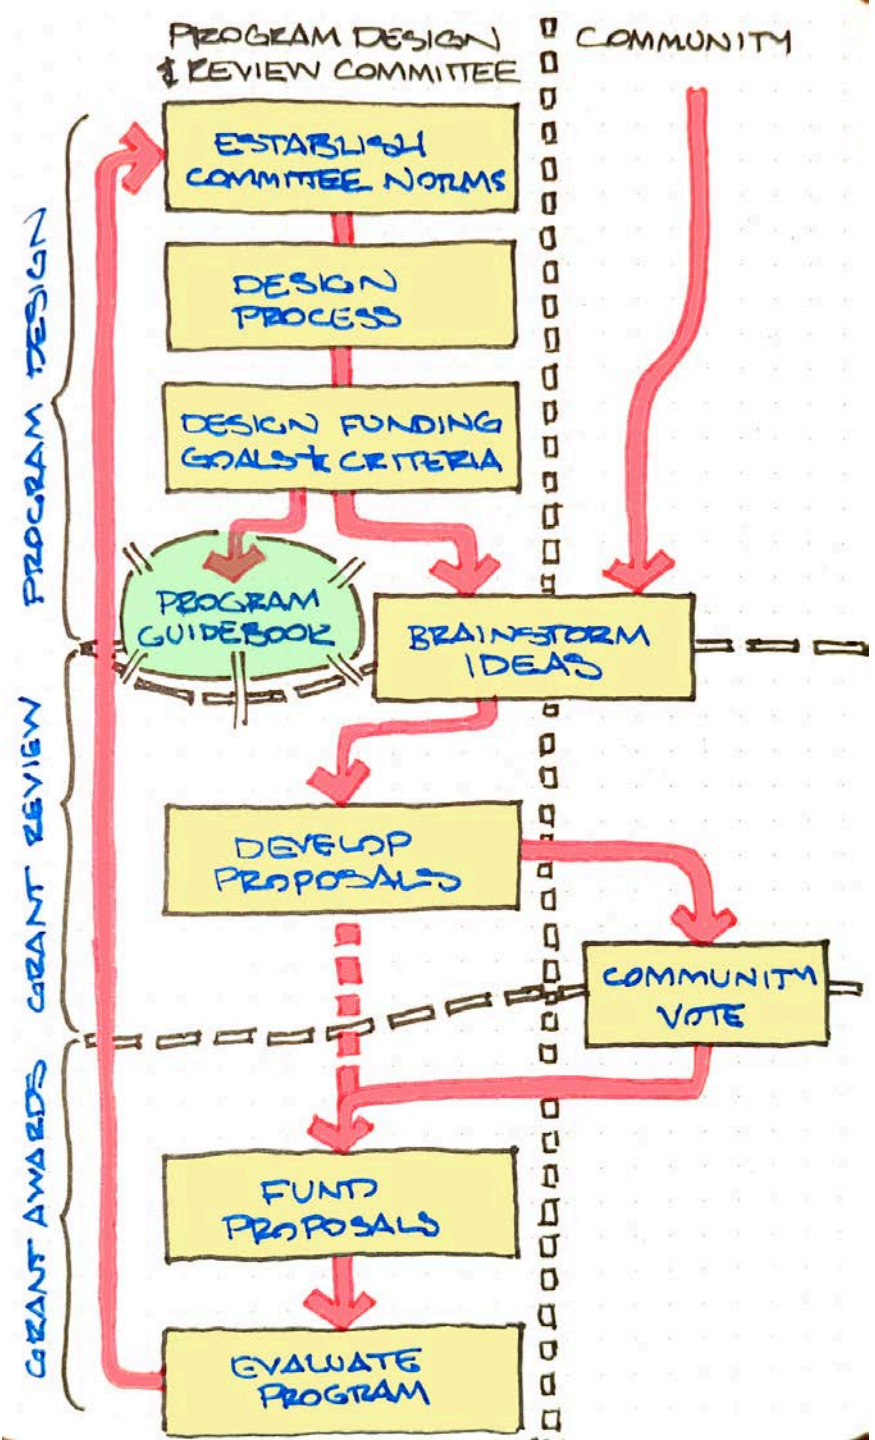 PROGRAM DESIGN
& REVIEW COMMITTEE
COMMUNITY
PROGRAM DESIGN
ESTABLISH
COMMITTEE NORMS
DESIGN
PROCESS
DESIGN FUNDING
GOALS & CRITERIA
PROGRAM
GUIDEBOOK
BRAINSTORM
IDEAS
GRANT REVIEW
DEVELOP
PROPOSALS
COMMUNITY
VOTE
GRANT AWARDS
FUND
PROPOSALS
EVALUATE
PROGRAM